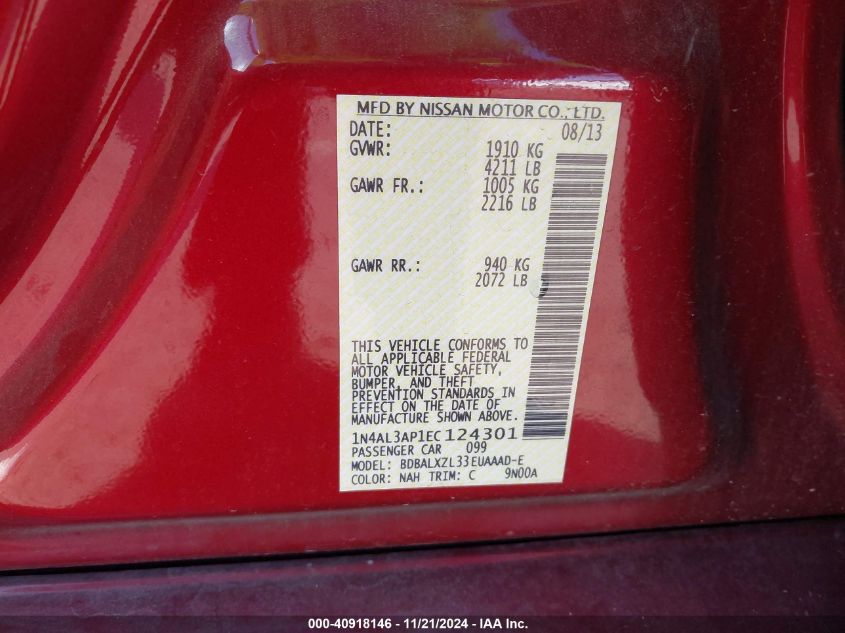 MFD BY NISSAN MOTOR CO., LTD.
DATE: 08/13
GVWR: 1910 KG
4211 LB
GAWR FR.: 1005 KG
2216 LB
GAWR RR.: 940 KG
2072 LB
THIS VEHICLE CONFORMS TO
ALL APPLICABLE FEDERAL
MOTOR VEHICLE SAFETY,
BUMPER, AND THEFT
PREVENTION STANDARDS IN
EFFECT ON THE DATE OF
MANUFACTURE SHOWN ABOVE.
1N4AL3AP1EC124301
PASSENGER CAR 099
MODEL: BDBALXZL33EUAAAD-E
COLOR: NAH TRIM: C 9N00A
000-40918146 - 11/21/2024 - IAA Inc.